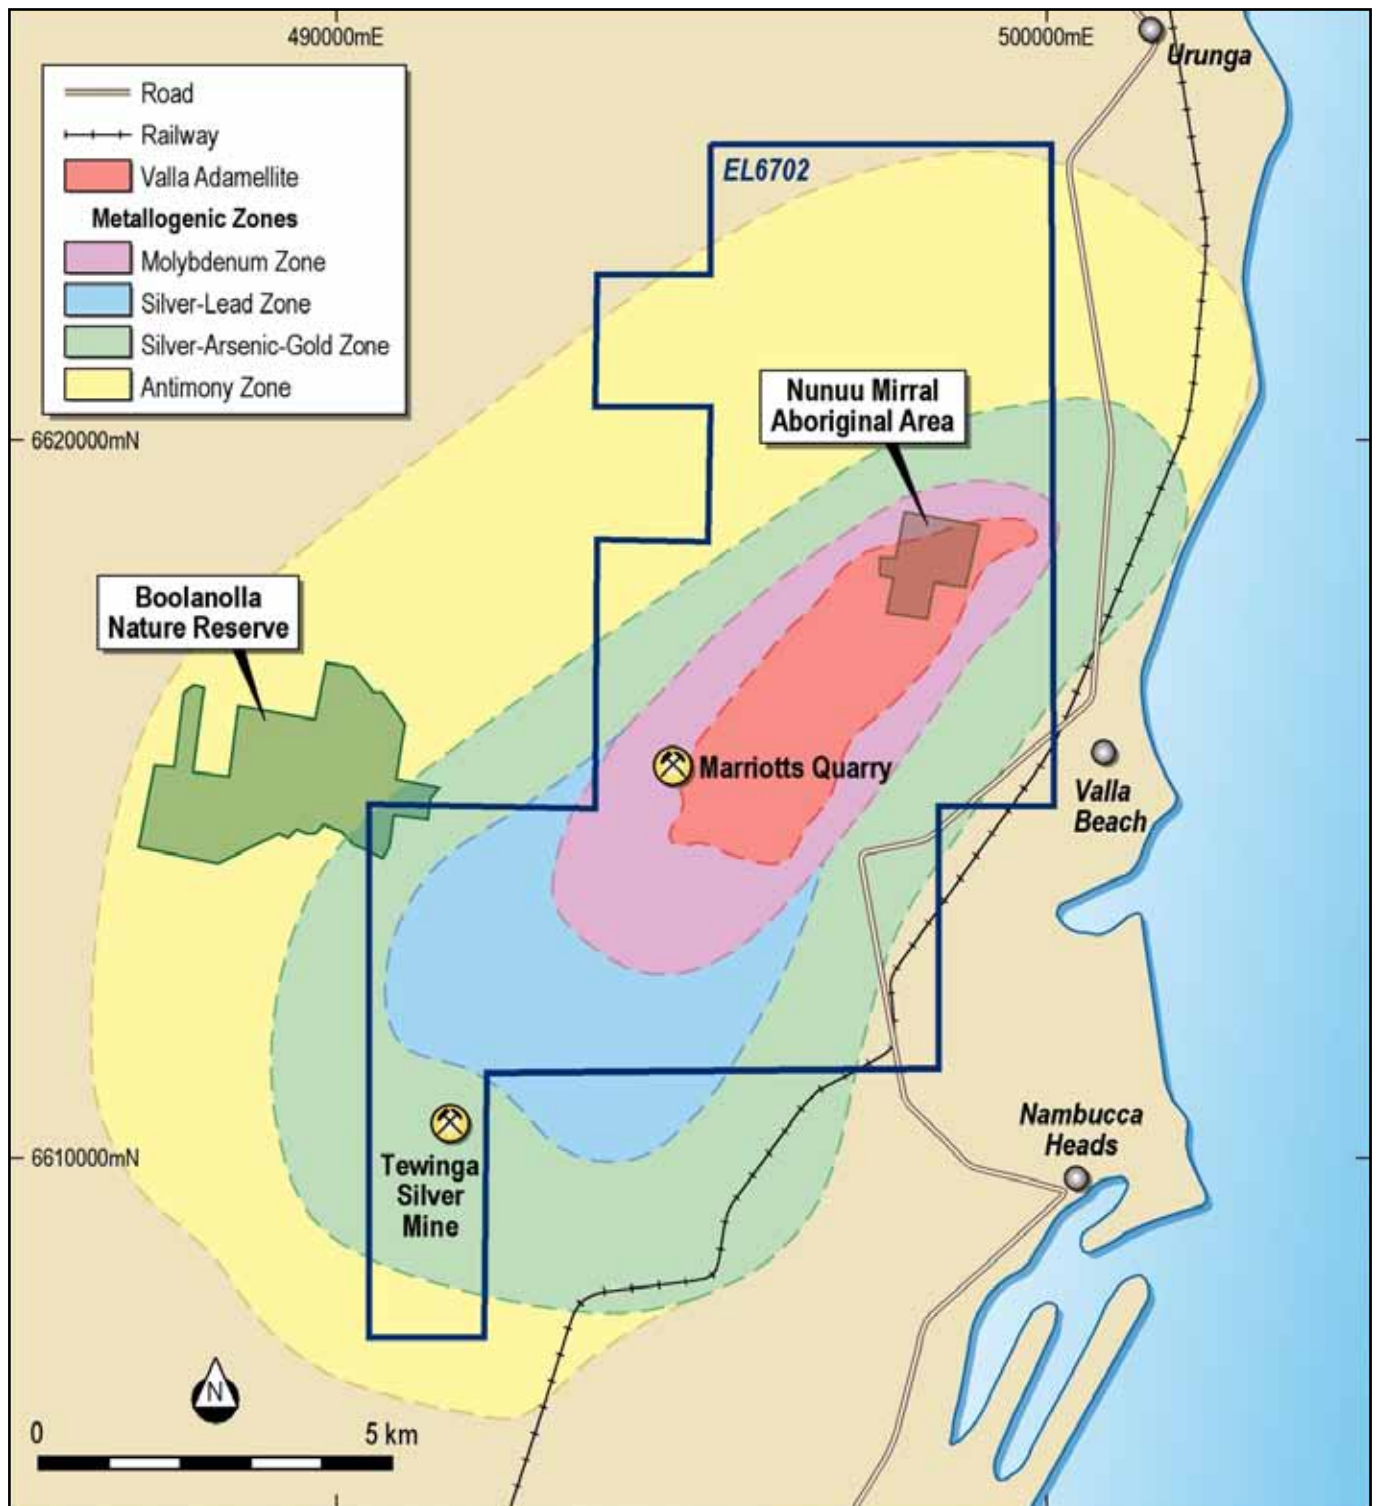 490000mE
500000mE
Urunga
Road
Railway
Valla Adamellite
Metallogenic Zones
Molybdenum Zone
Silver-Lead Zone
Silver-Arsenic-Gold Zone
Antimony Zone
EL6702
Nunuu Mirral
Aboriginal Area
6620000mN
Boolanolla
Nature Reserve
Marriotts Quarry
Valla
Beach
Nambucca
Heads
6610000mN
Tewinga
Silver
Mine
N
0
5 km